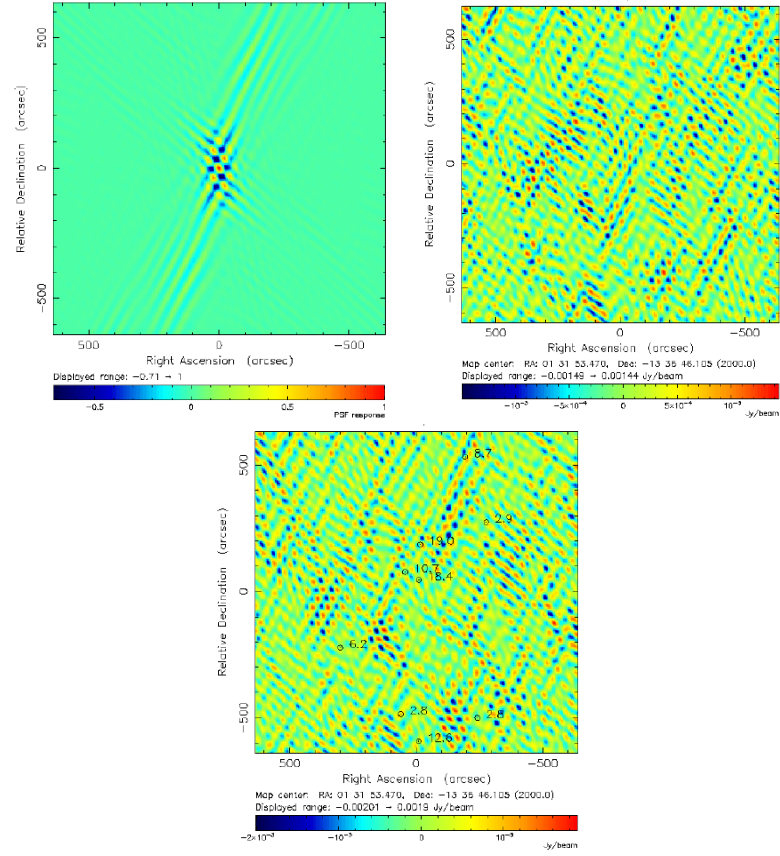 500
0
-500
Relative Declination (arcsec)
500
0
-500
Right Ascension (arcsec)
Displayed range: -0.71 → 1
-0.5
0
0.5
1
PSF response
500
0
-500
Relative Declination (arcsec)
500
0
-500
Right Ascension (arcsec)
Map center: RA: 01 31 53.470, Dec: -13 36 46.105 (2000.0)
Displayed range: -0.00149 → 0.00144 Jy/beam
-10⁻³
-5×10⁻⁴
0
5×10⁻⁴
10⁻³
Jy/beam
500
0
-500
Relative Declination (arcsec)
8.7
2.9
19.0
10.7
18.4
6.2
2.8
2.8
12.6
500
0
-500
Right Ascension (arcsec)
Map center: RA: 01 31 53.470, Dec: -13 36 46.105 (2000.0)
Displayed range: -0.00201 → 0.0019 Jy/beam
-2×10⁻³
-10⁻³
0
10⁻³
Jy/beam